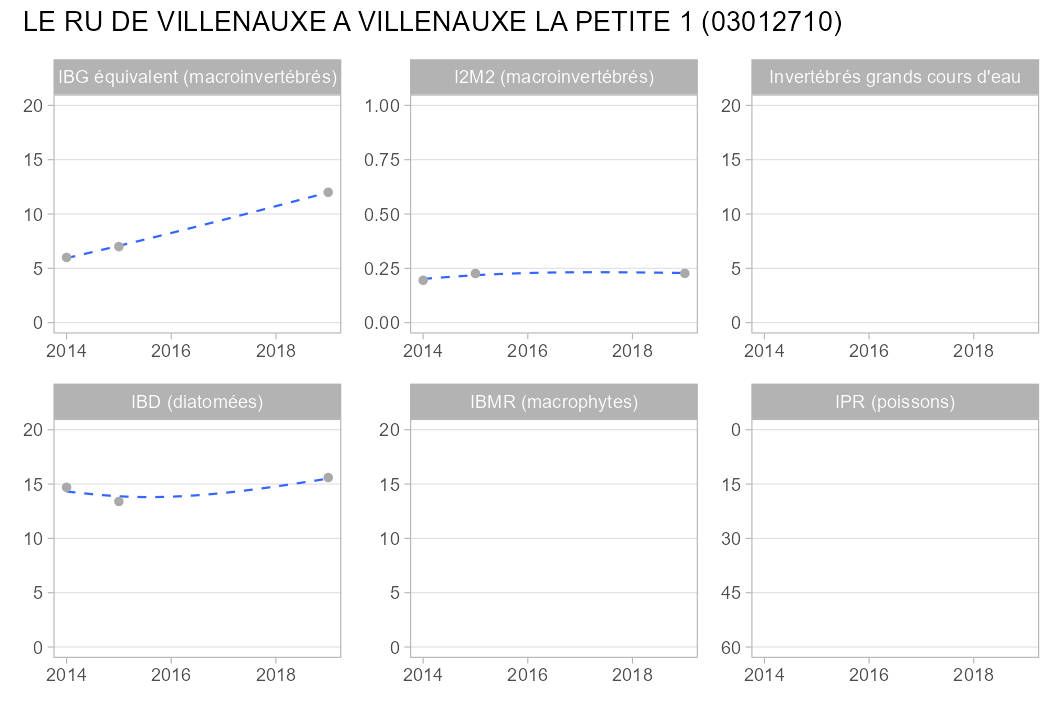 LE RU DE VILLENAUXE A VILLENAUXE LA PETITE 1 (03012710)
IBG équivalent (macroinvertébrés)
20
15
10
5
0
2014 2016 2018
I2M2 (macroinvertébrés)
1.00
0.75
0.50
0.25
0.00
2014 2016 2018
Invertébrés grands cours d'eau
20
15
10
5
0
2014 2016 2018
IBD (diatomées)
20
15
10
5
0
2014 2016 2018
IBMR (macrophytes)
20
15
10
5
0
2014 2016 2018
IPR (poissons)
0
15
30
45
60
2014 2016 2018